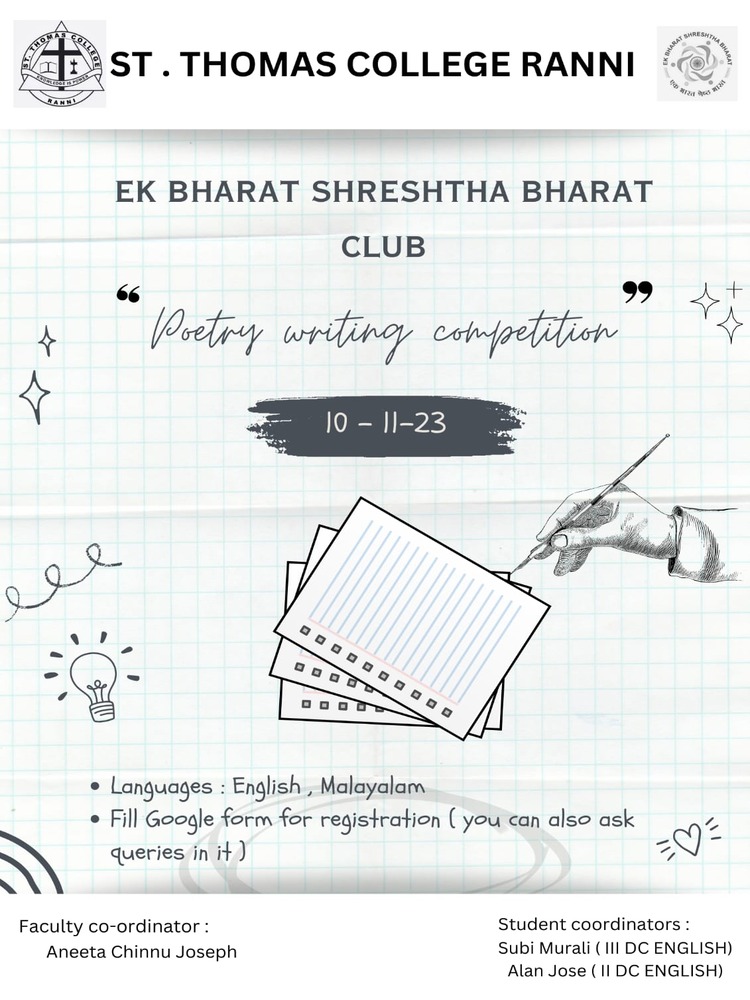 ST. THOMAS COLLEGE
KNOWLEDGE IS POWER
RANNI
ST . THOMAS COLLEGE RANNI
EK BHARAT SHRESHTHA BHARAT
एक भारत श्रेष्ठ भारत
EK BHARAT SHRESHTHA BHARAT
CLUB
“ Poetry writing competition ”
10 - 11-23
• Languages : English , Malayalam
• Fill Google form for registration ( you can also ask
queries in it )
Faculty co-ordinator :
Aneeta Chinnu Joseph
Student coordinators :
Subi Murali ( III DC ENGLISH)
Alan Jose ( II DC ENGLISH)